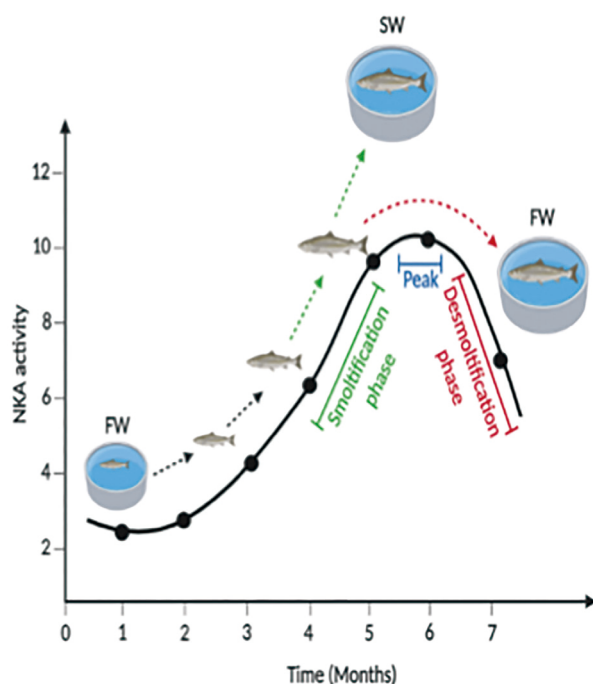 SW
12
10
8
6
4
2
NKA activity
FW
FW
Peak
Smoltification
phase
Desmoltification
phase
0 1 2 3 4 5 6 7
Time (Months)